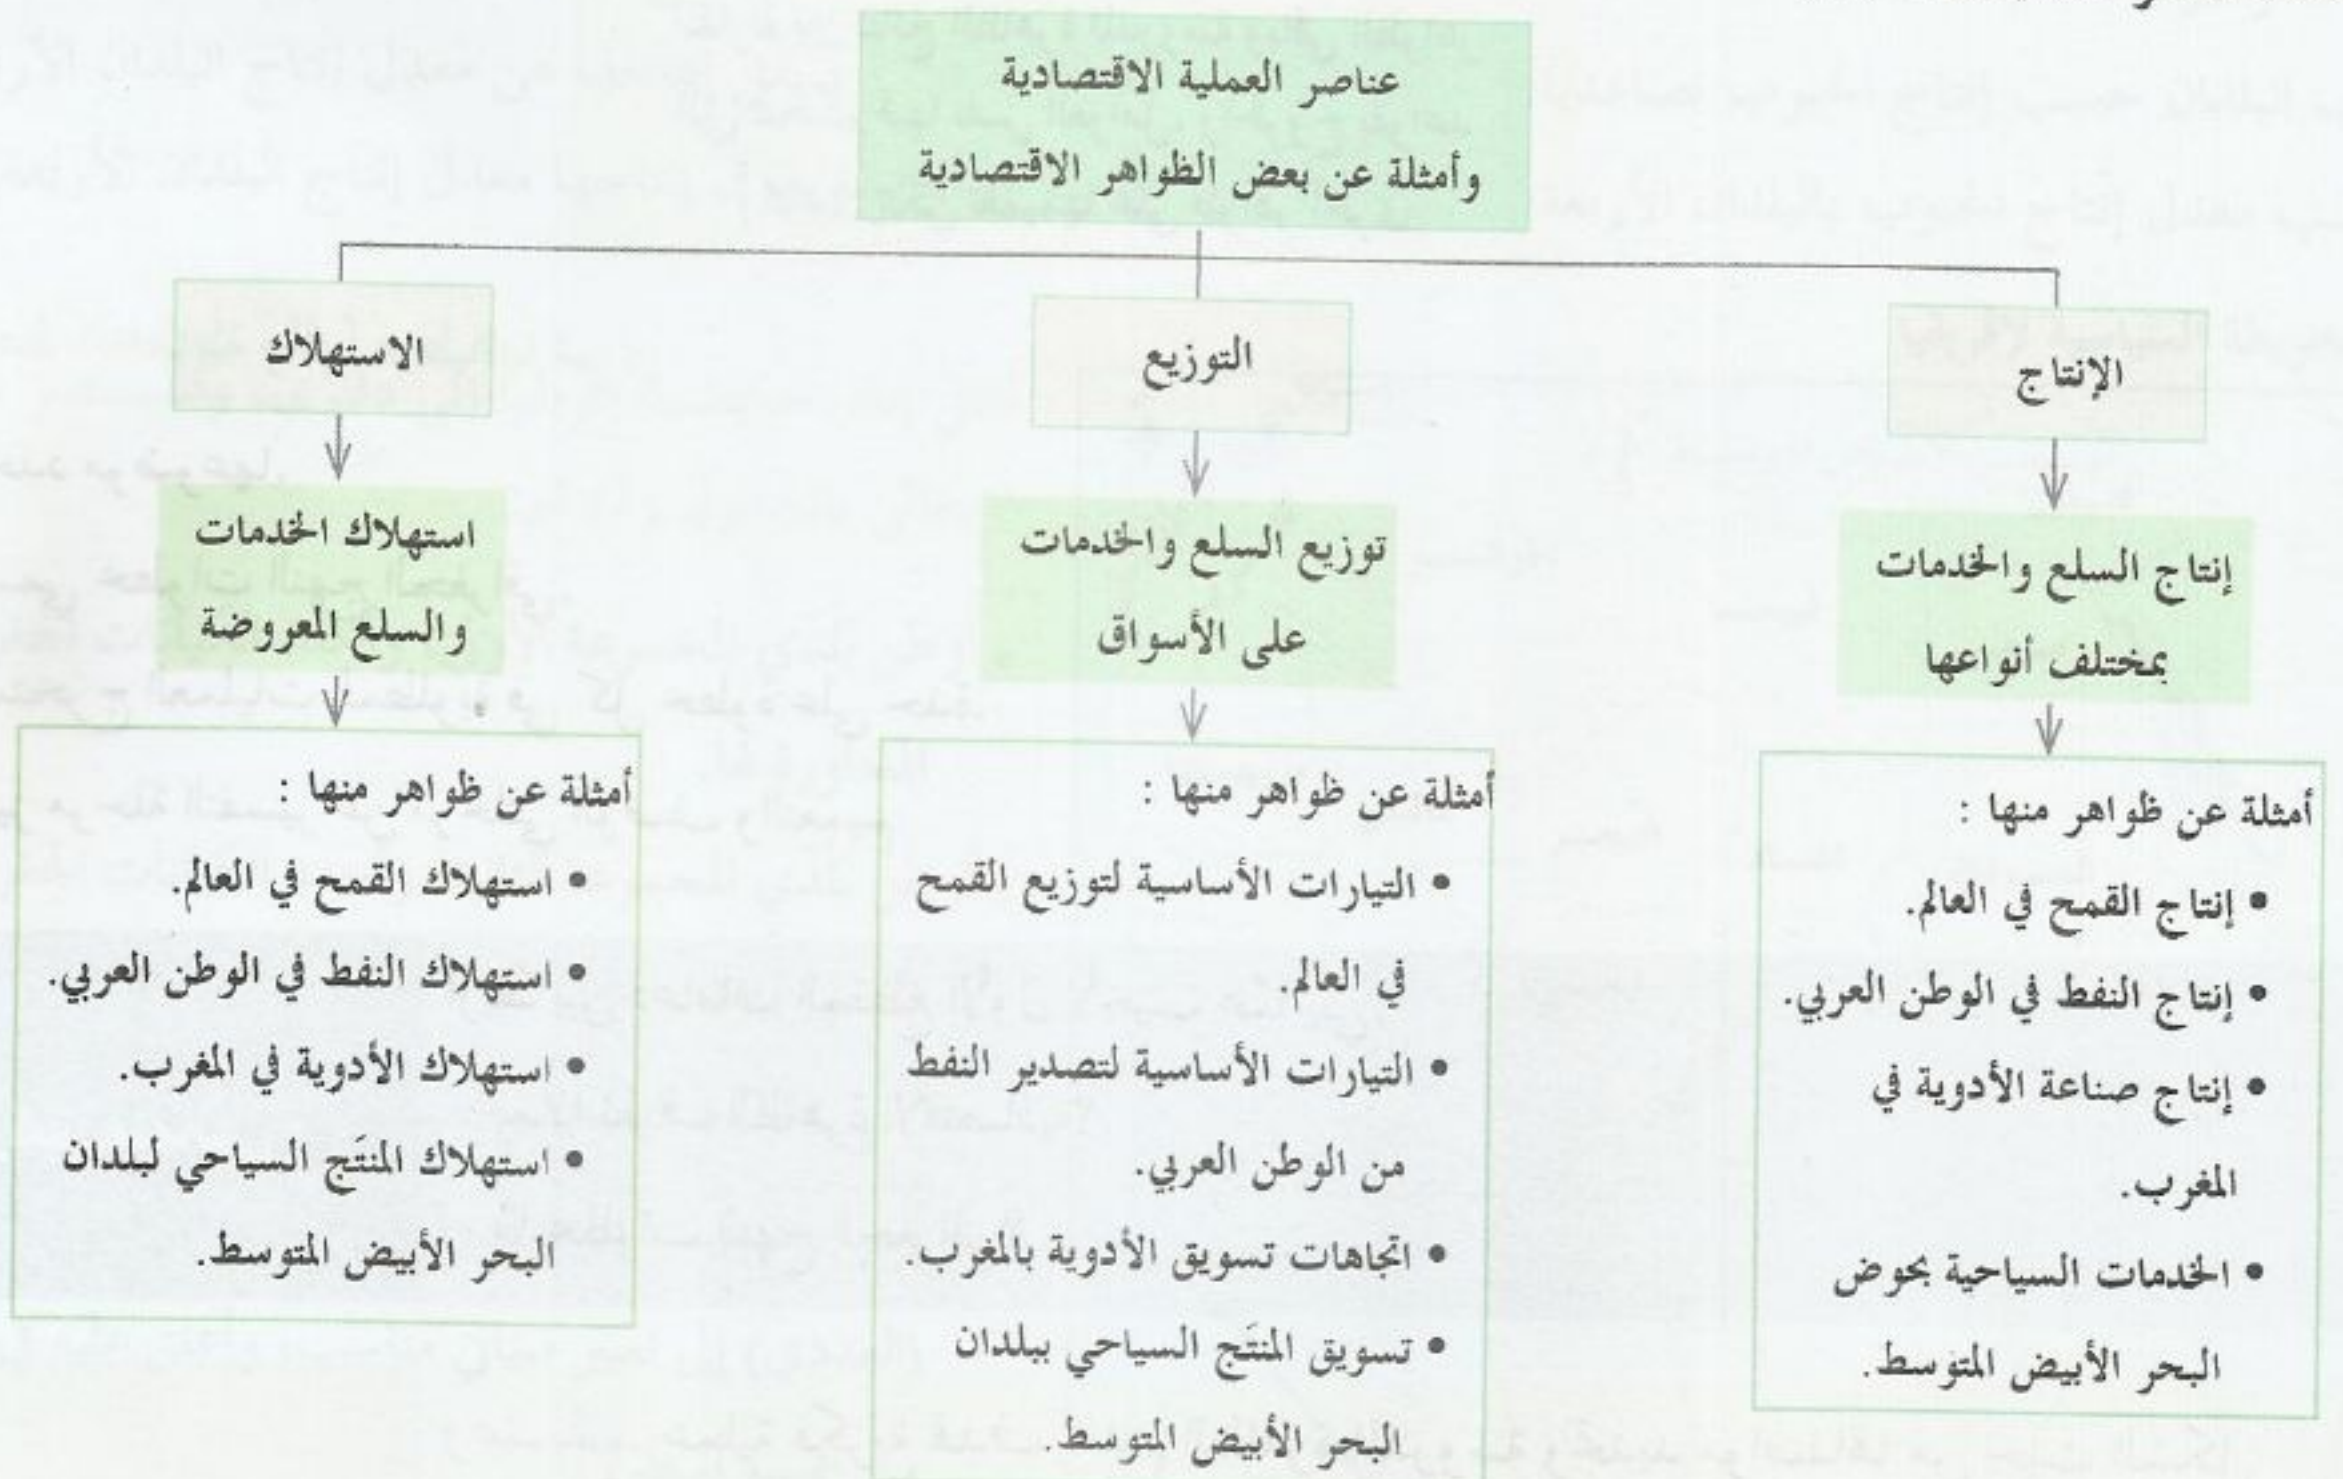 عناصر العملية الاقتصادية
وأمثلة عن بعض الظواهر الاقتصادية
الإنتاج
إنتاج السلع والخدمات
بمختلف أنواعها
أمثلة عن ظواهر منها :
• إنتاج القمح في العالم.
• إنتاج النفط في الوطن العربي.
• إنتاج صناعة الأدوية في
المغرب.
• الخدمات السياحية بحوض
البحر الأبيض المتوسط.
التوزيع
توزيع السلع والخدمات
على الأسواق
أمثلة عن ظواهر منها :
• التيارات الأساسية لتوزيع القمح
في العالم.
• التيارات الأساسية لتصدير النفط
من الوطن العربي.
• اتجاهات تسويق الأدوية بالمغرب.
• تسويق المنتَج السياحي ببلدان
البحر الأبيض المتوسط.
الاستهلاك
استهلاك الخدمات
والسلع المعروضة
أمثلة عن ظواهر منها :
• استهلاك القمح في العالم.
• استهلاك النفط في الوطن العربي.
• استهلاك الأدوية في المغرب.
• استهلاك المنتَج السياحي لبلدان
البحر الأبيض المتوسط.